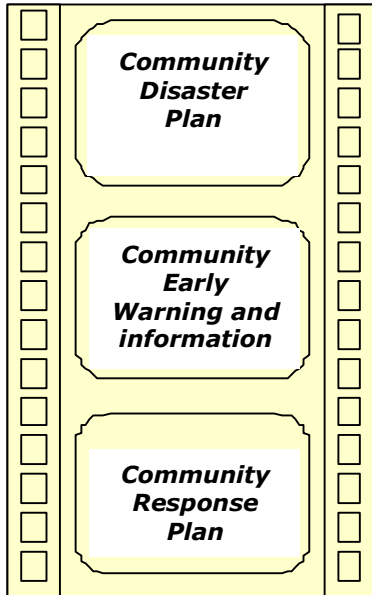 Community
Disaster
Plan
Community
Early
Warning and
information
Community
Response
Plan